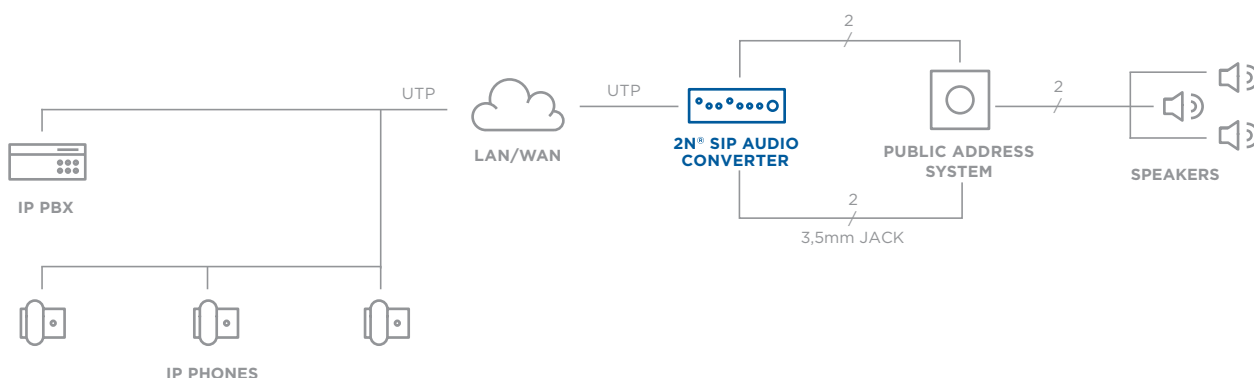 2
UTP
UTP
2
2N® SIP AUDIO
CONVERTER
LAN/WAN
PUBLIC ADDRESS
SYSTEM
SPEAKERS
IP PBX
2
3,5mm JACK
IP PHONES